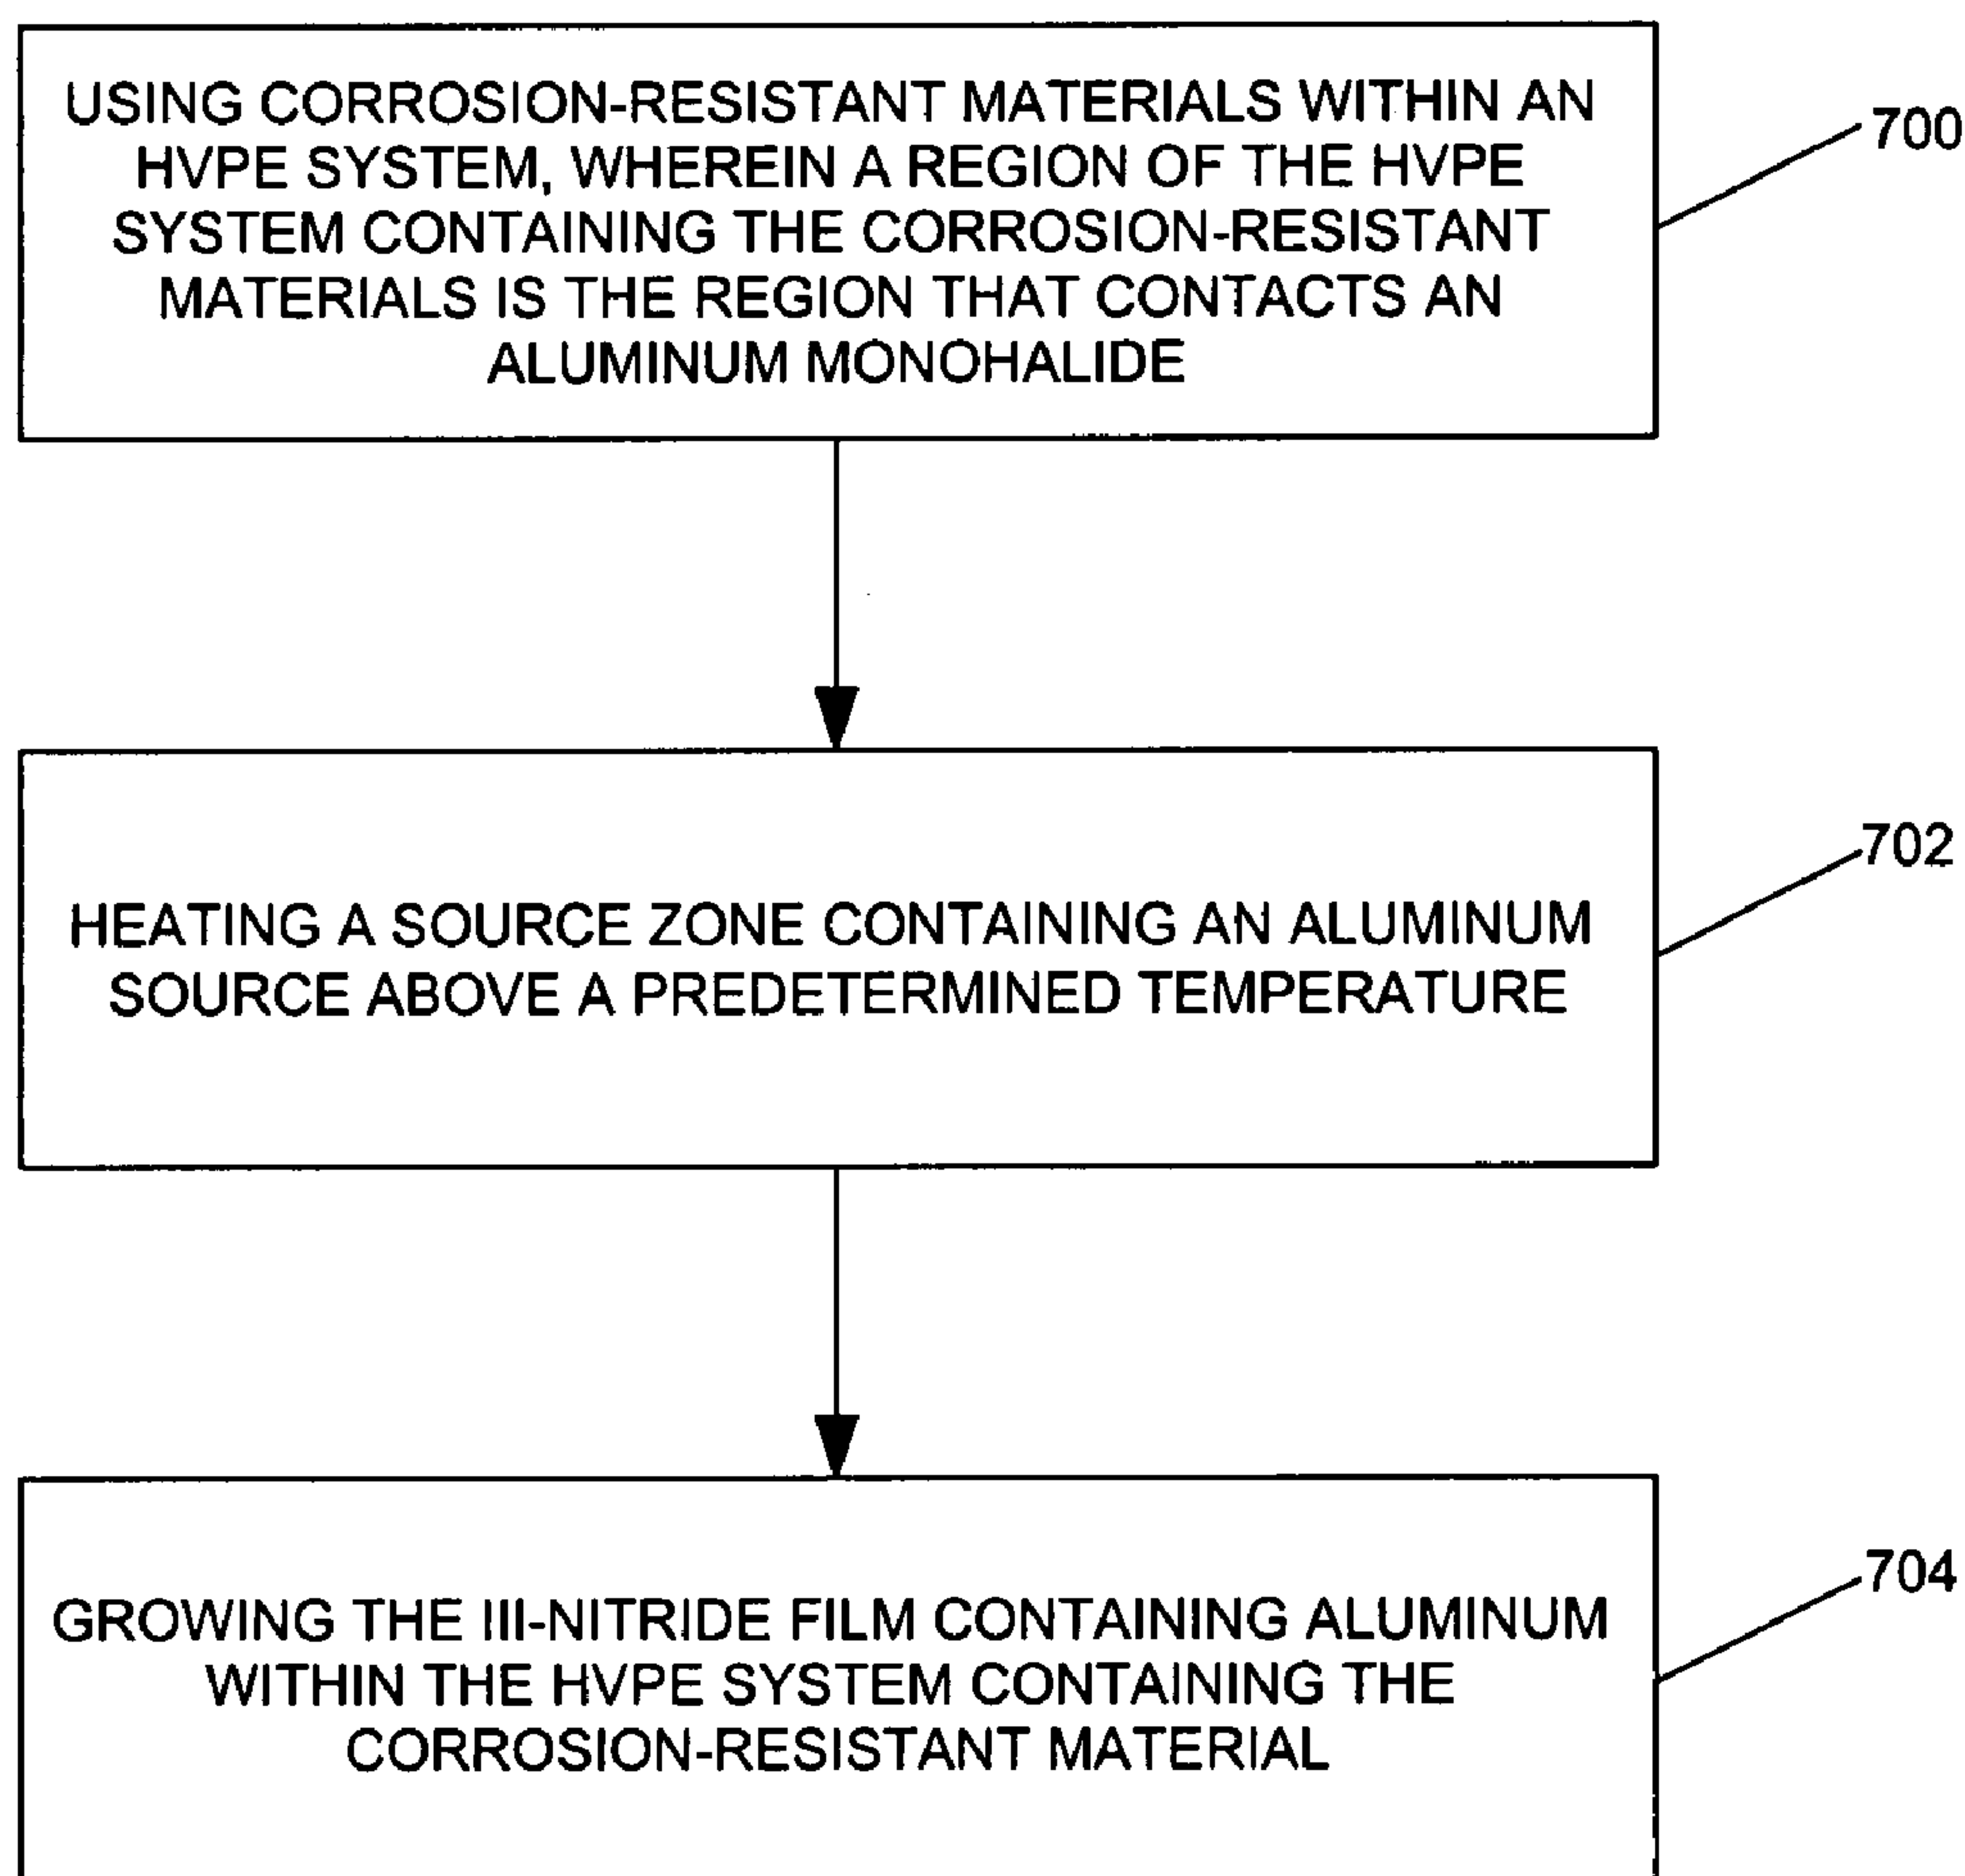 USING CORROSION-RESISTANT MATERIALS WITHIN AN
HVPE SYSTEM, WHEREIN A REGION OF THE HVPE
SYSTEM CONTAINING THE CORROSION-RESISTANT
MATERIALS IS THE REGION THAT CONTACTS AN
ALUMINUM MONOHALIDE
700
HEATING A SOURCE ZONE CONTAINING AN ALUMINUM
SOURCE ABOVE A PREDETERMINED TEMPERATURE
702
GROWING THE III-NITRIDE FILM CONTAINING ALUMINUM
WITHIN THE HVPE SYSTEM CONTAINING THE
CORROSION-RESISTANT MATERIAL
704